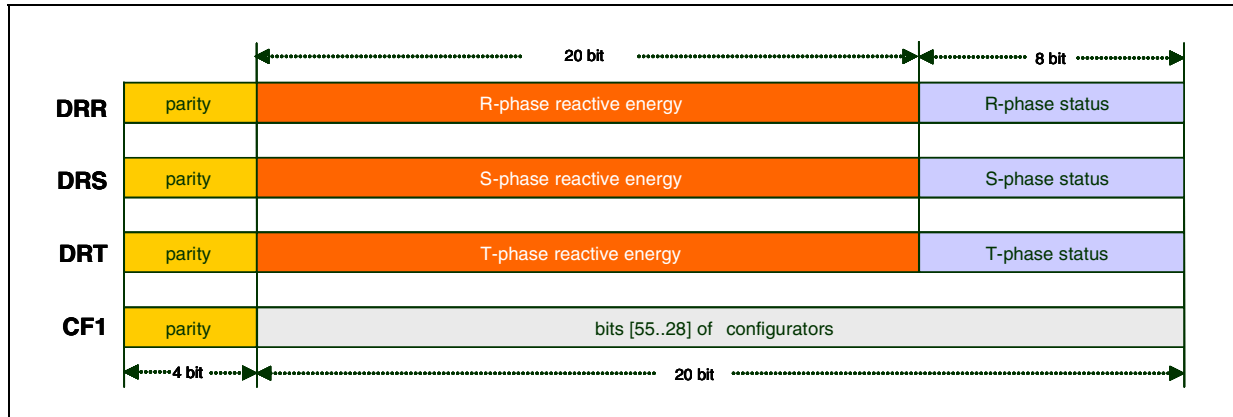 20 bit 8 bit
DRR parity R-phase reactive energy R-phase status
DRS parity S-phase reactive energy S-phase status
DRT parity T-phase reactive energy T-phase status
CF1 parity bits [55..28] of configurators
4 bit 20 bit